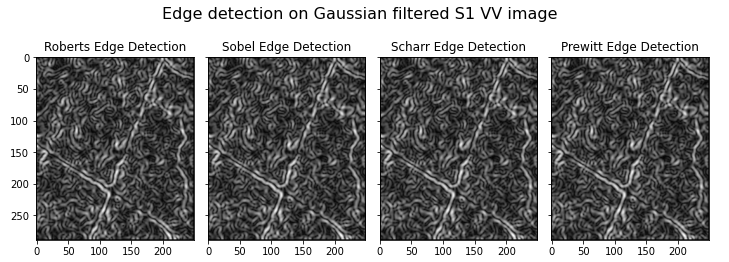 Edge detection on Gaussian filtered S1 VV image
Roberts Edge Detection
Sobel Edge Detection
Scharr Edge Detection
Prewitt Edge Detection
0
50
100
150
200
250
0 50 100 150 200
0 50 100 150 200
0 50 100 150 200
0 50 100 150 200